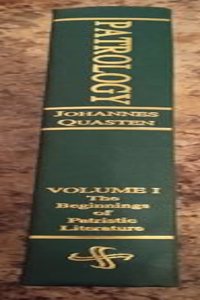 PATROLOGY
JOHANNES
QUASTEN
VOLUME I
The
Beginnings
of
Patristic
Literature